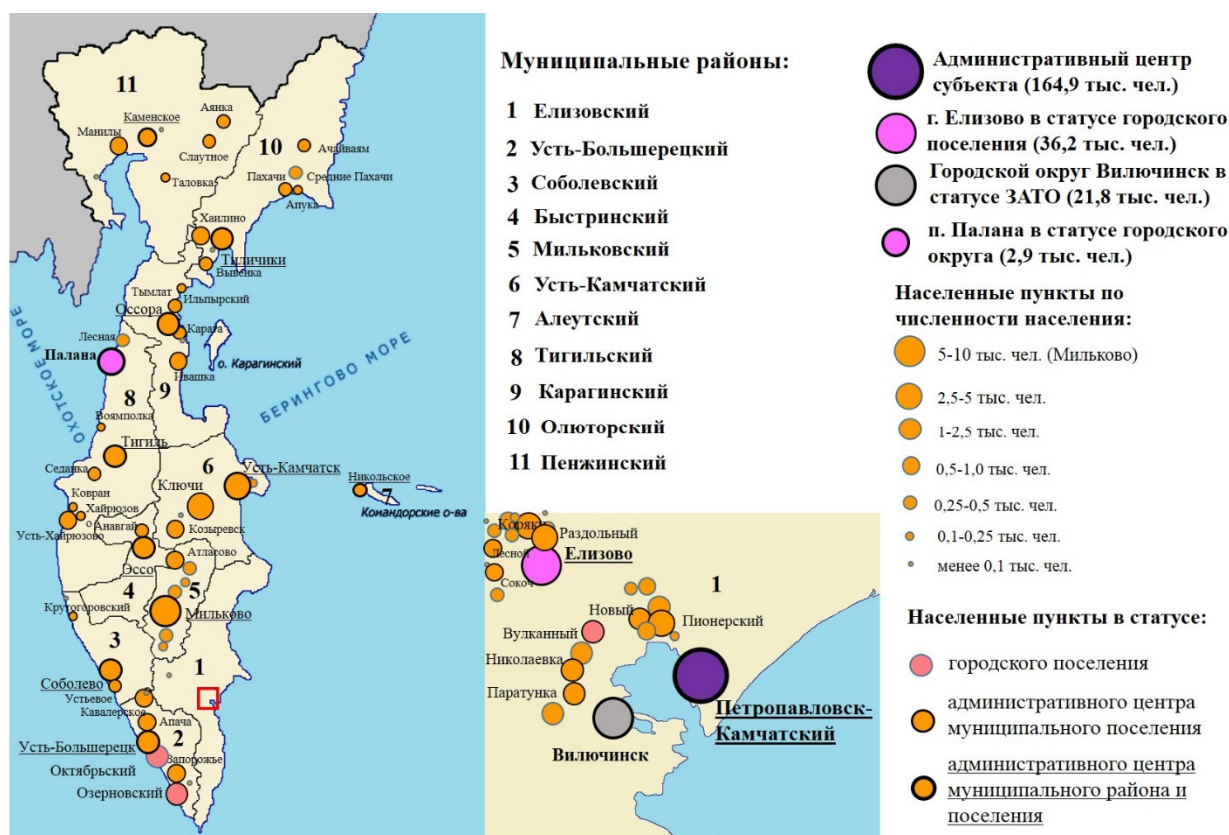 11
Аянка
Каменское
Манилы
Слаутное
10
Ачайваям
Таловка
Пахачи
Средние Пахачи
Апука
Хаилино
Тиличики
Вывенка
Тымлат
Ильпырский
Оссора
Карага
Лесная
Палана
о. Карагинский
Ивашка
ОХОТСКОЕ МОРЕ
БЕРИНГОВО МОРЕ
8
9
Воямполка
Тигиль
Седанка
6
Усть-Камчатск
Ключи
Никольское
7
Командорские о-ва
Ковран
Хайрюзов
Анавгай
Усть-Хайрюзово
Козыревск
Атласово
Эссо
4
5
Крутогоровский
Мильково
3
1
Соболево
Устьевое
Кавалерское
Апача
Усть-Большерецк
2
Запорожье
Октябрьский
Озерновский
Муниципальные районы:
1 Елизовский
2 Усть-Большерецкий
3 Соболевский
4 Быстринский
5 Мильковский
6 Усть-Камчатский
7 Алеутский
8 Тигильский
9 Карагинский
10 Олюторский
11 Пенжинский
Коряки
Раздольный
Лесной
Елизово
Сокоч
1
Новый
Пионерский
Вулканный
Николаевка
Паратунка
Петропавловск-
Камчатский
Вилючинск
Административный центр
субъекта (164,9 тыс. чел.)
г. Елизово в статусе городского
поселения (36,2 тыс. чел.)
Городской округ Вилючинск в
статусе ЗАТО (21,8 тыс. чел.)
п. Палана в статусе городского
округа (2,9 тыс. чел.)
Населенные пункты по
численности населения:
5-10 тыс. чел. (Мильково)
2,5-5 тыс. чел.
1-2,5 тыс. чел.
0,5-1,0 тыс. чел.
0,25-0,5 тыс. чел.
0,1-0,25 тыс. чел.
менее 0,1 тыс. чел.
Населенные пункты в статусе:
городского поселения
административного центра
муниципального поселения
административного центра
муниципального района и
поселения